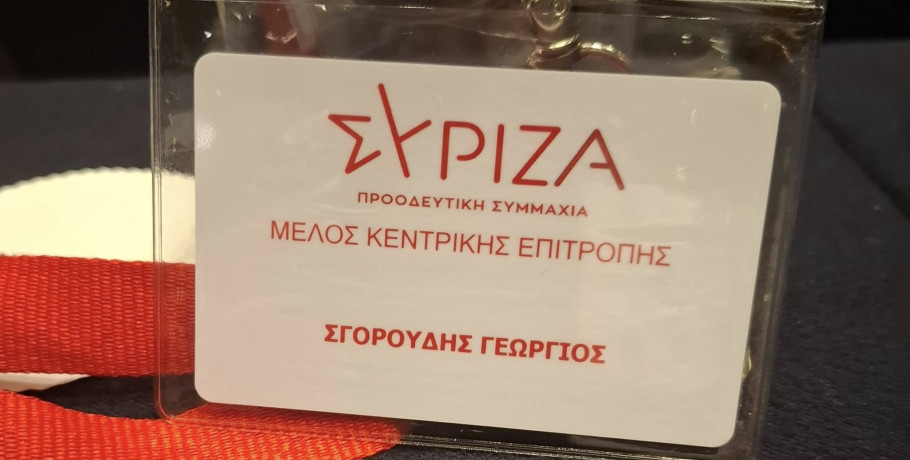 ΣΥΡΙΖΑ
ΠΡΟΟΔΕΥΤΙΚΗ ΣΥΜΜΑΧΙΑ
ΜΕΛΟΣ ΚΕΝΤΡΙΚΗΣ ΕΠΙΤΡΟΠΗΣ
ΣΓΟΡΟΥΔΗΣ ΓΕΩΡΓΙΟΣ